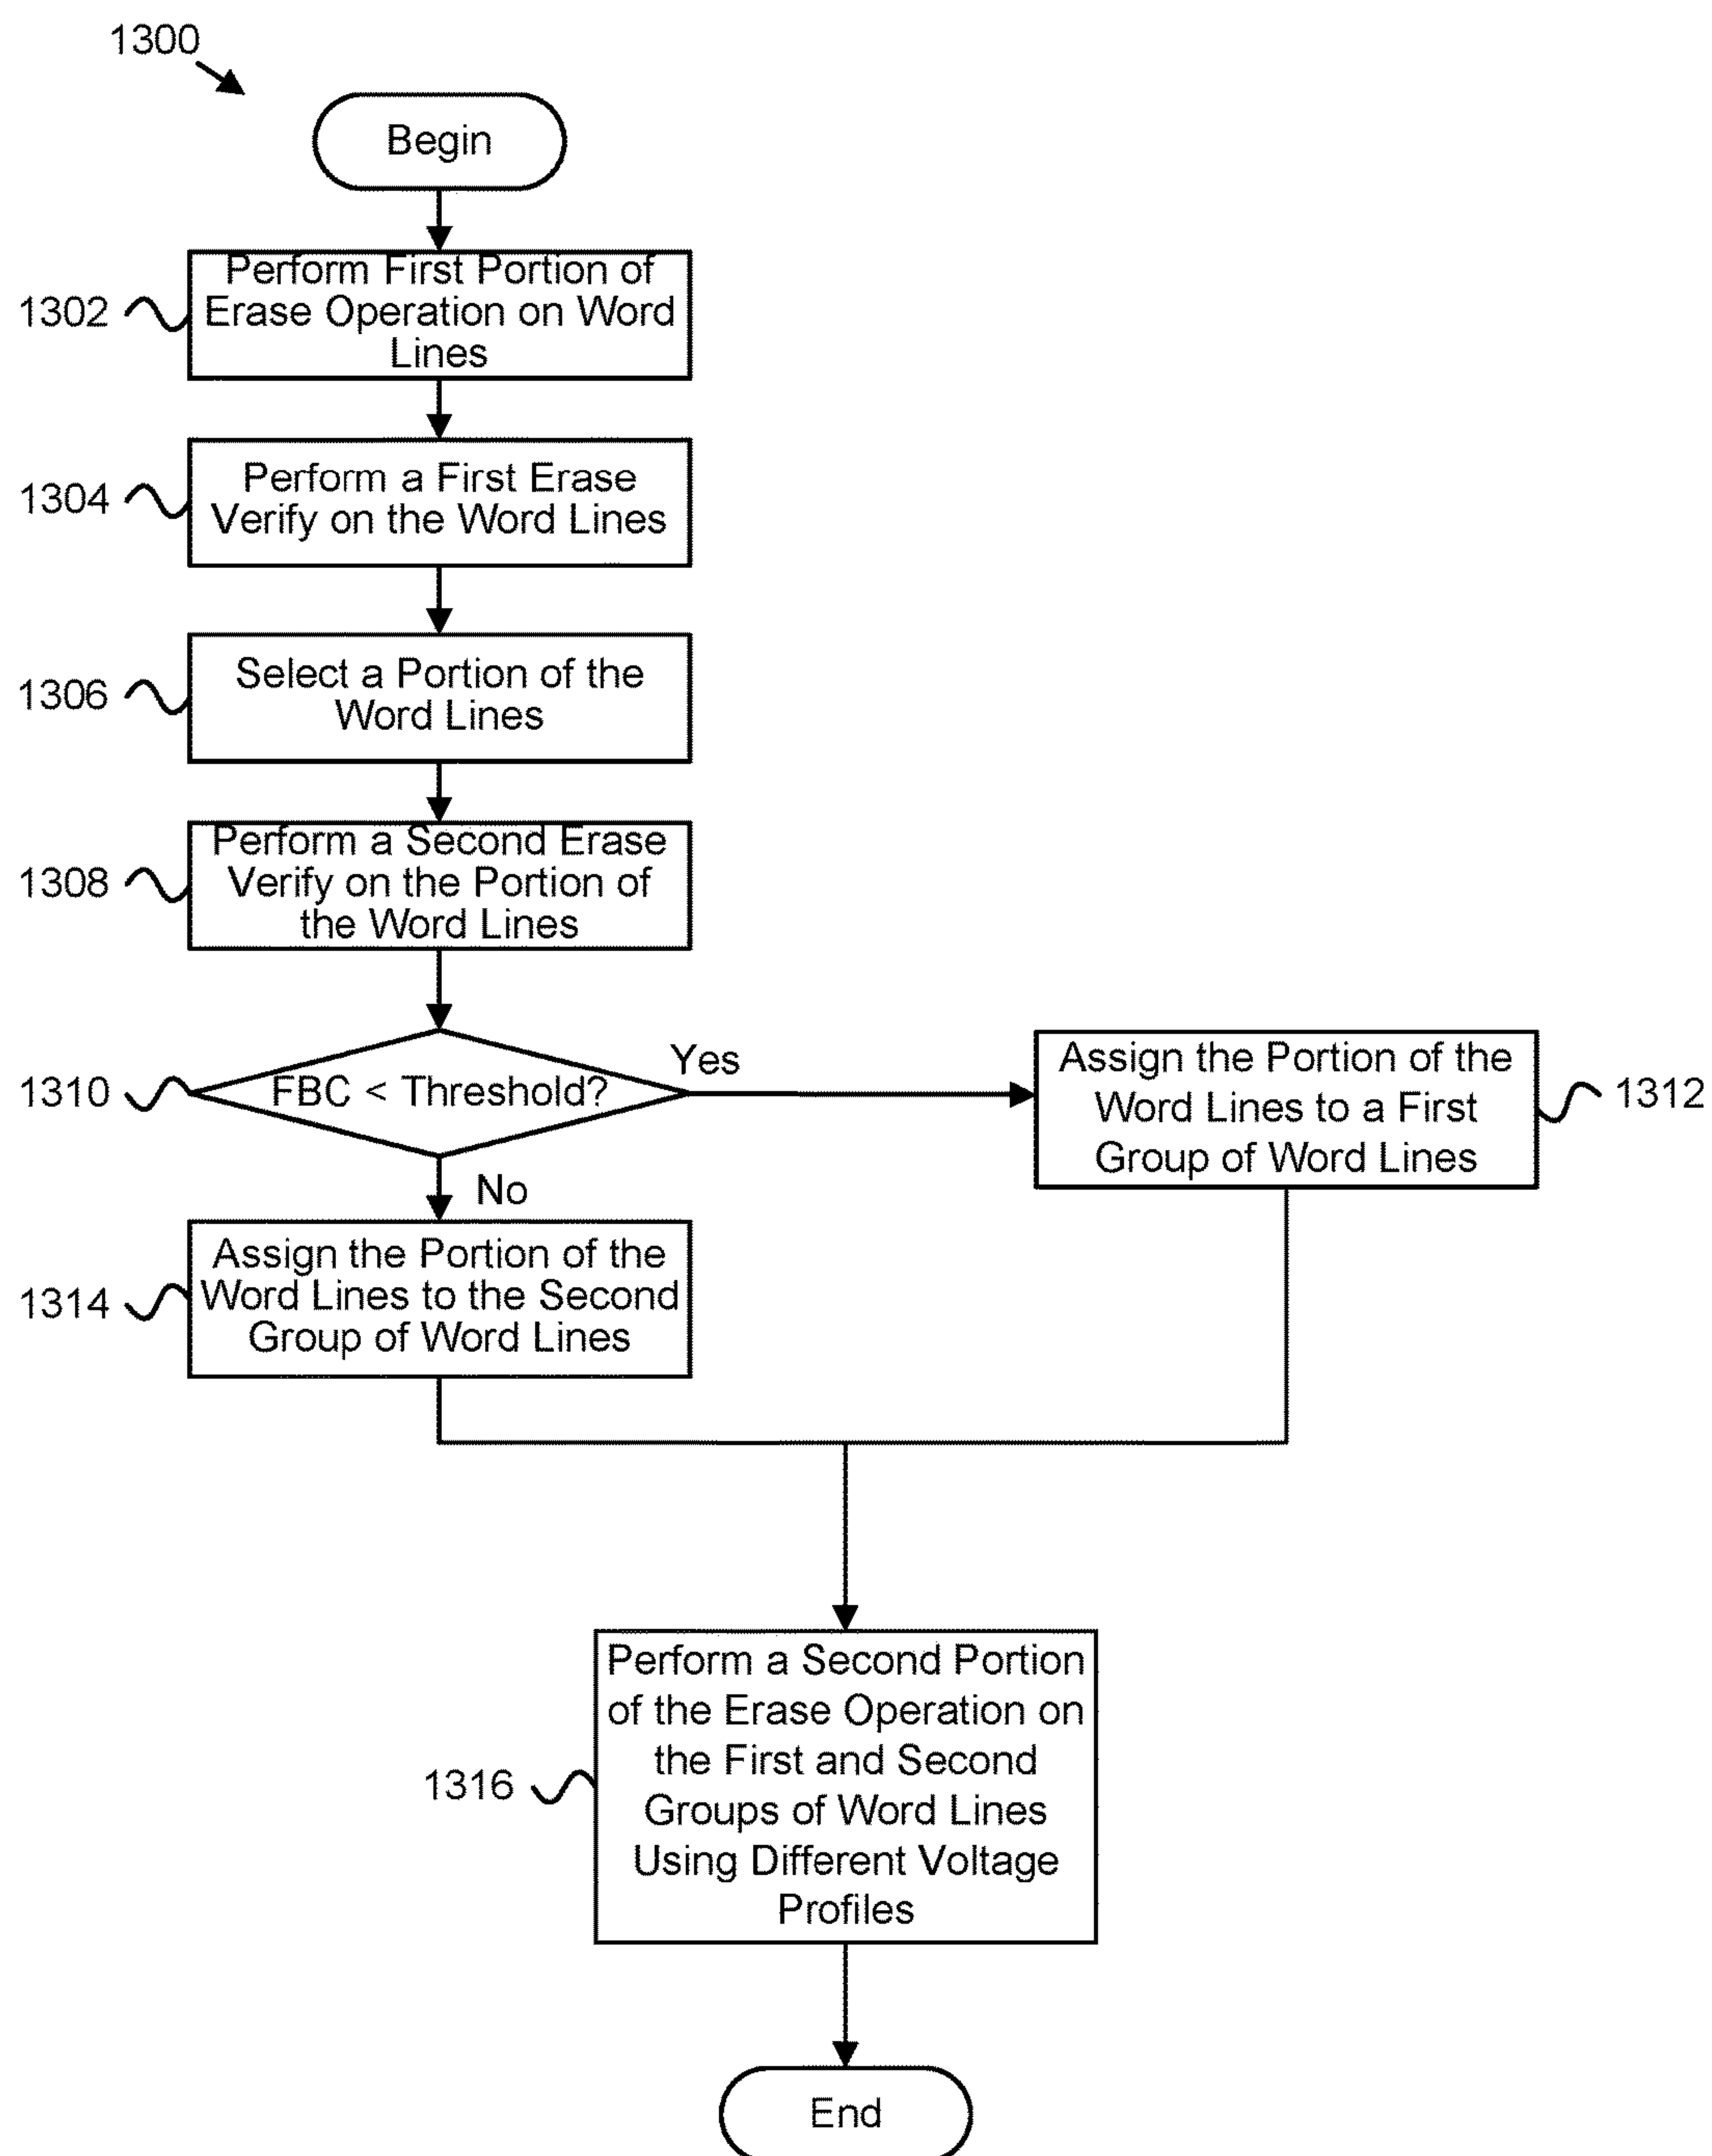 1300
Begin
1302
Perform First Portion of
Erase Operation on Word
Lines
1304
Perform a First Erase
Verify on the Word Lines
1306
Select a Portion of the
Word Lines
1308
Perform a Second Erase
Verify on the Portion of
the Word Lines
1310
FBC < Threshold?
Yes
Assign the Portion of the
Word Lines to a First
Group of Word Lines
1312
No
1314
Assign the Portion of the
Word Lines to the Second
Group of Word Lines
1316
Perform a Second Portion
of the Erase Operation on
the First and Second
Groups of Word Lines
Using Different Voltage
Profiles
End